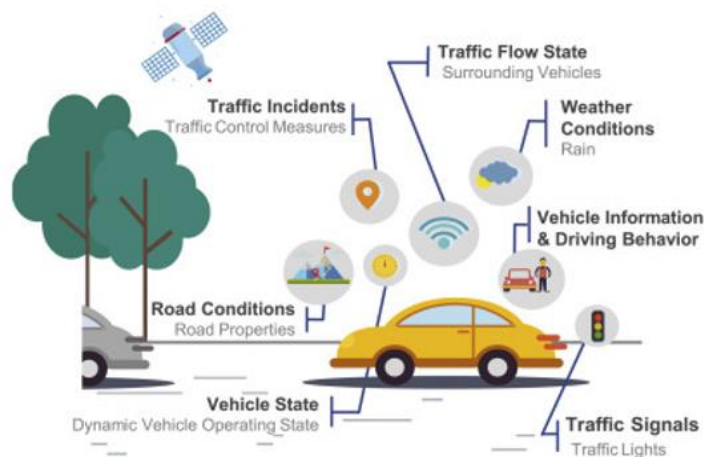 Traffic Flow State
Surrounding Vehicles
Traffic Incidents
Traffic Control Measures
Weather
Conditions
Rain
Vehicle Information
& Driving Behavior
Road Conditions
Road Properties
Vehicle State
Dynamic Vehicle Operating State
Traffic Signals
Traffic Lights